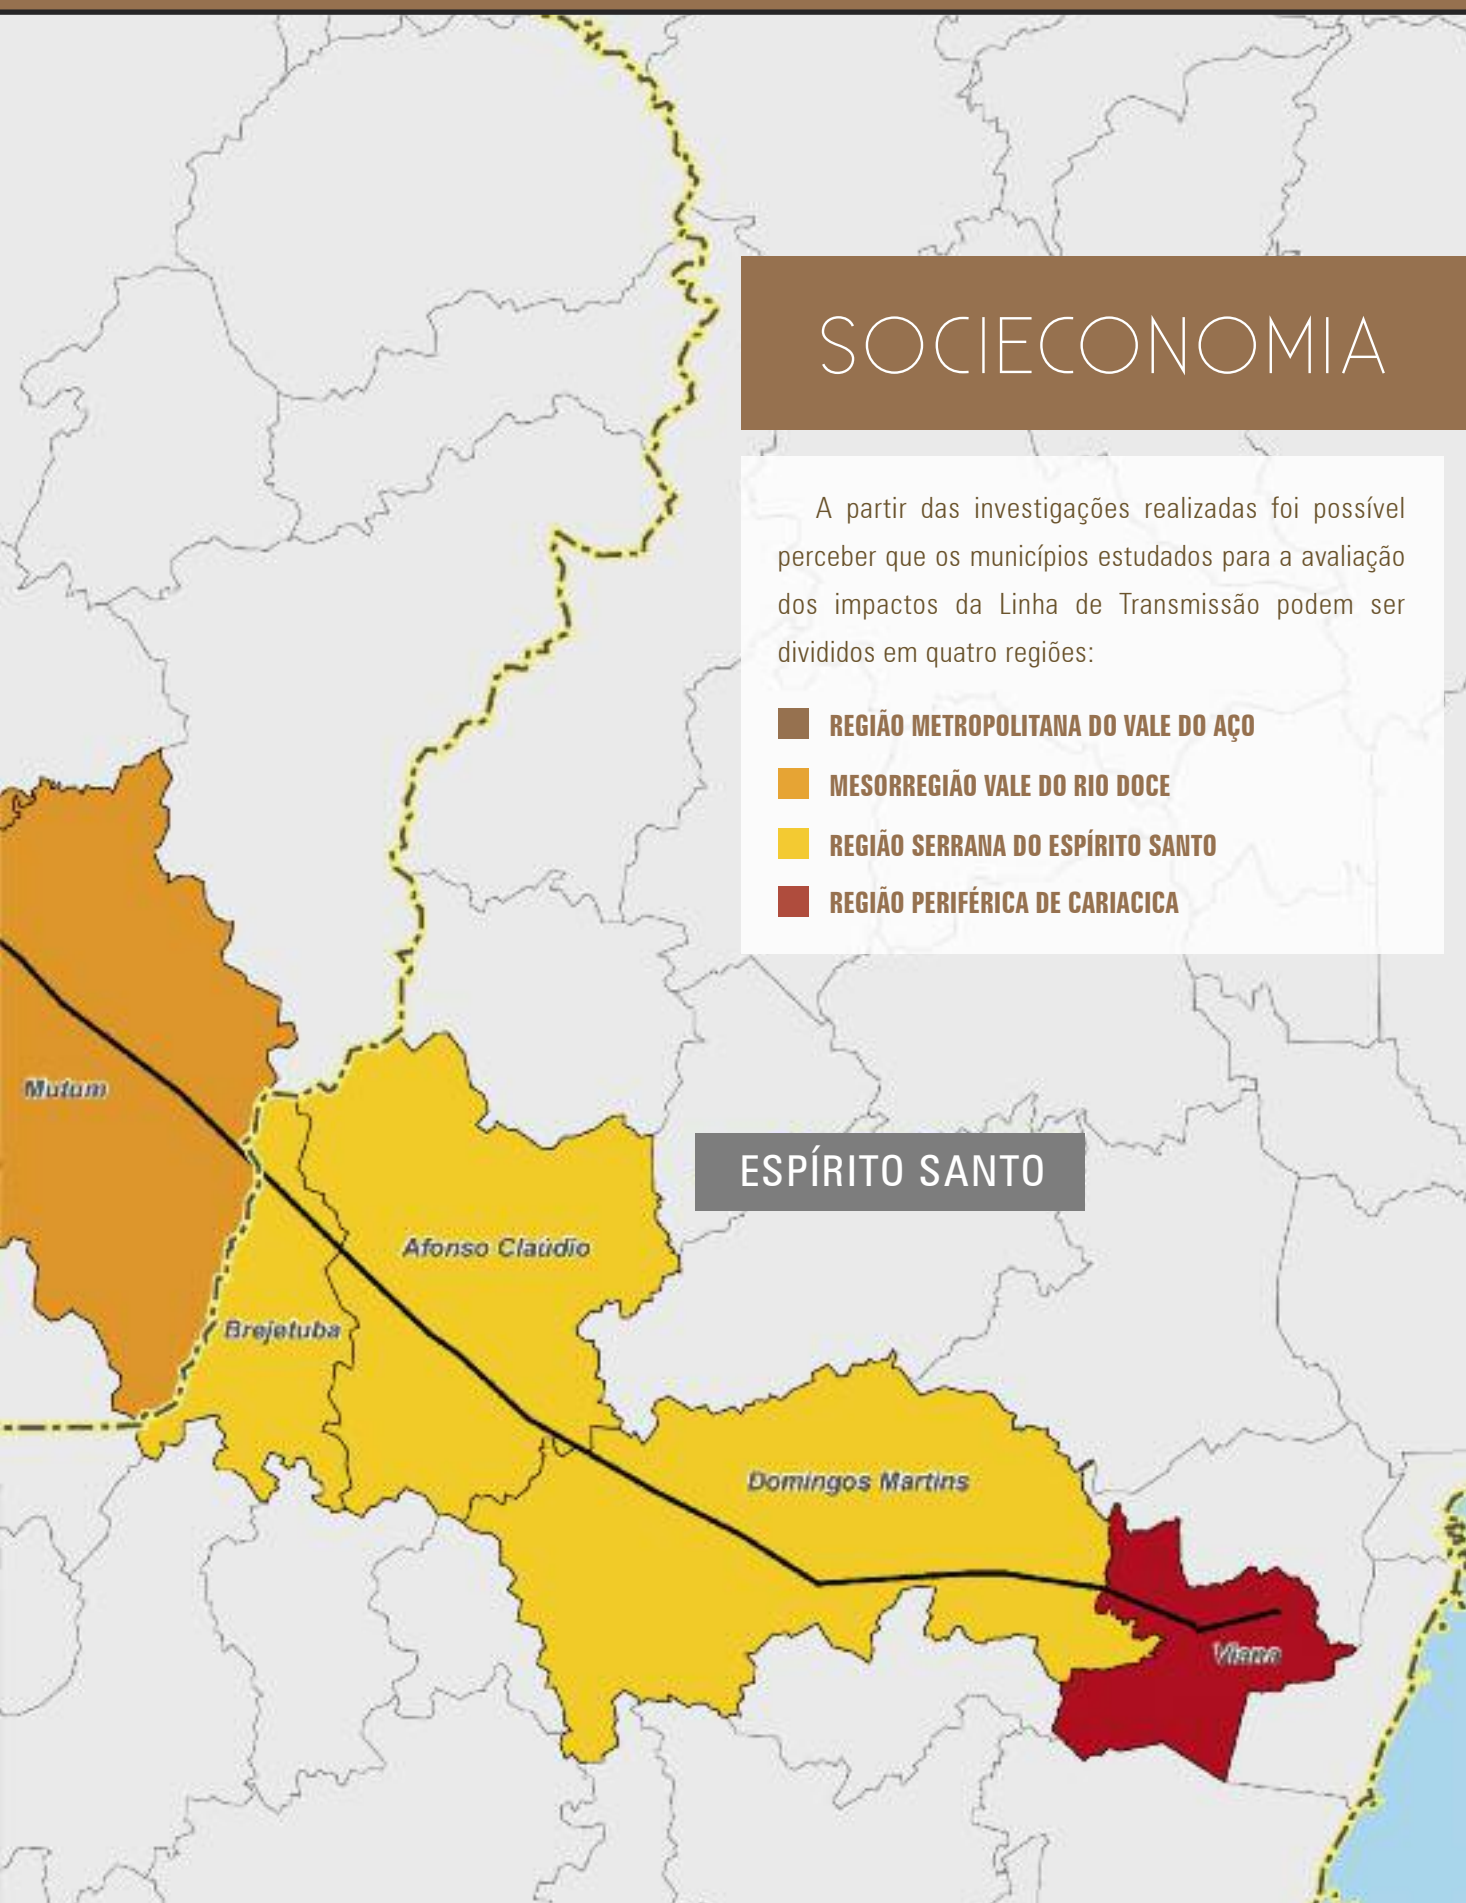 SOCIECONOMIA
A partir das investigações realizadas foi possível
perceber que os municípios estudados para a avaliação
dos impactos da Linha de Transmissão podem ser
divididos em quatro regiões:
REGIÃO METROPOLITANA DO VALE DO AÇO
MESORREGIÃO VALE DO RIO DOCE
REGIÃO SERRANA DO ESPÍRITO SANTO
REGIÃO PERIFÉRICA DE CARIACICA
Mutum
ESPÍRITO SANTO
Afonso Claúdio
Brejetuba
Domingos Martins
Viana